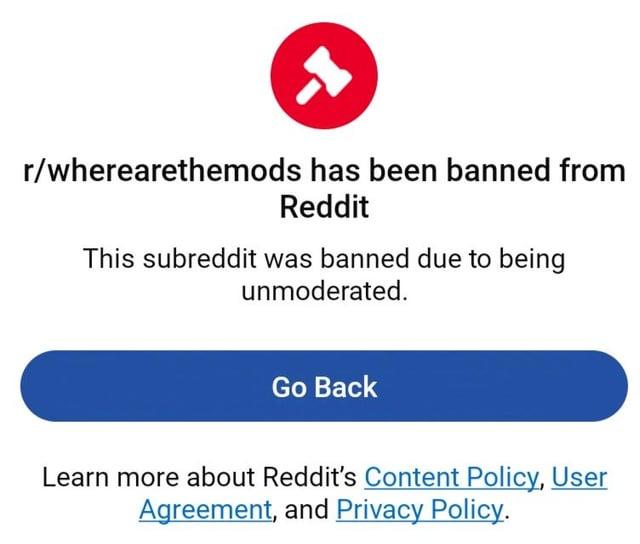 r/wherearethemods has been banned from
Reddit
This subreddit was banned due to being
unmoderated.
Go Back
Learn more about Reddit's Content Policy, User
Agreement, and Privacy Policy.